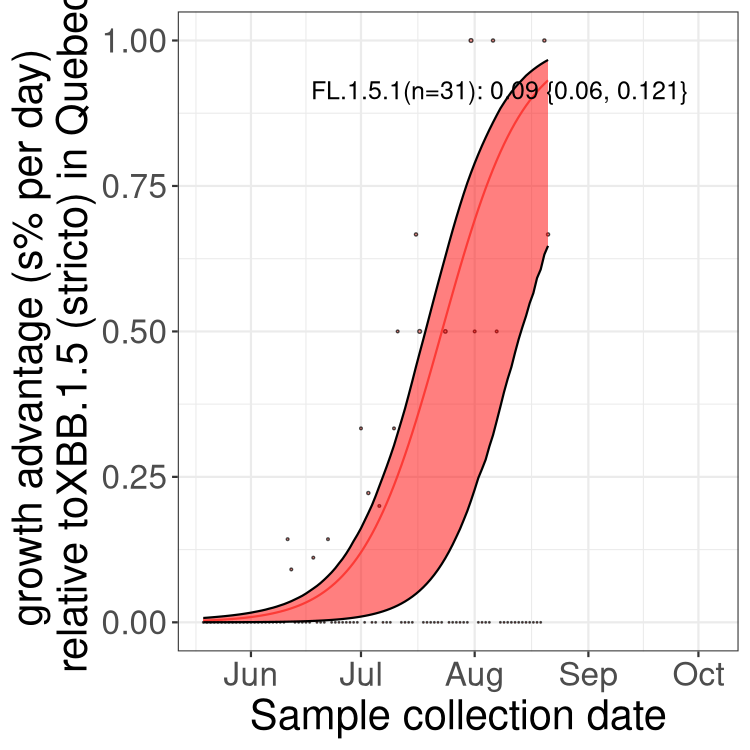 growth advantage (s% per day)
relative toXBB.1.5 (stricto) in Quebec
1.00
0.75
0.50
0.25
0.00
FL.1.5.1(n=31): 0.09 {0.06, 0.121}
Jun Jul Aug Sep Oct
Sample collection date